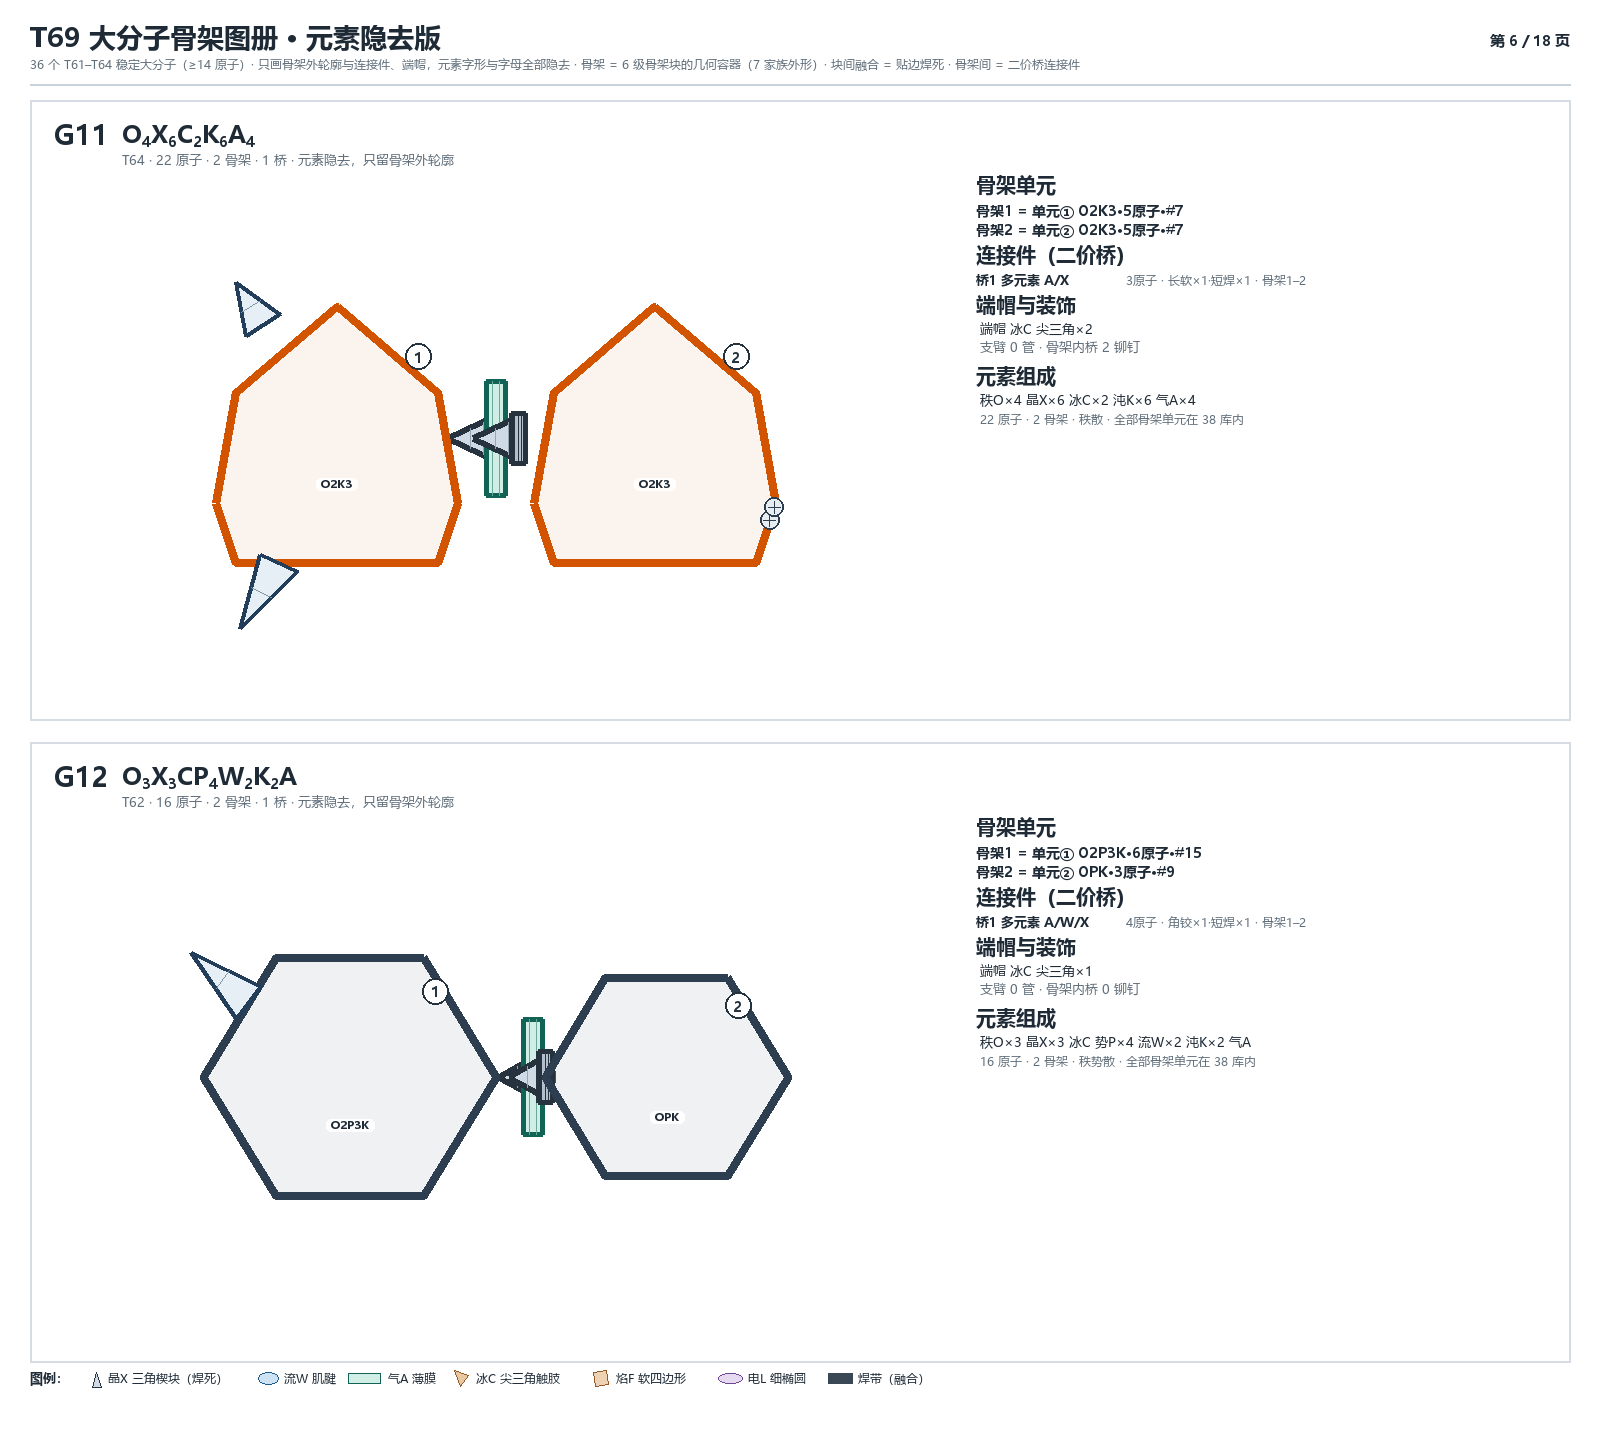 T69 大分子骨架图册 • 元素隐去版
第 6 / 18 页
36 个 T61–T64 稳定大分子（≥14 原子）· 只画骨架外轮廓与连接件、端帽，元素字形与字母全部隐去 · 骨架 = 6 级骨架块的几何容器（7 家族外形）· 块间融合 = 贴边焊死 · 骨架间 = 二价桥连接件
G11 O₄X₆C₂K₆A₄
T64 · 22 原子 · 2 骨架 · 1 桥 · 元素隐去，只留骨架外轮廓
1
2
O2K3
O2K3
骨架单元
骨架1 = 单元① O2K3•5原子•#7
骨架2 = 单元② O2K3•5原子•#7
连接件（二价桥）
桥1 多元素 A/X 3原子 · 长软×1·短焊×1 · 骨架1–2
端帽与装饰
端帽 冰C 尖三角×2
支臂 0 管 · 骨架内桥 2 铆钉
元素组成
秩O×4 晶X×6 冰C×2 沌K×6 气A×4
22 原子 · 2 骨架 · 秩散 · 全部骨架单元在 38 库内
G12 O₃X₃CP₄W₂K₂A
T62 · 16 原子 · 2 骨架 · 1 桥 · 元素隐去，只留骨架外轮廓
1
2
O2P3K
OPK
骨架单元
骨架1 = 单元① O2P3K•6原子•#15
骨架2 = 单元② OPK•3原子•#9
连接件（二价桥）
桥1 多元素 A/W/X 4原子 · 角铰×1·短焊×1 · 骨架1–2
端帽与装饰
端帽 冰C 尖三角×1
支臂 0 管 · 骨架内桥 0 铆钉
元素组成
秩O×3 晶X×3 冰C 势P×4 流W×2 沌K×2 气A
16 原子 · 2 骨架 · 秩势散 · 全部骨架单元在 38 库内
图例： 晶X 三角楔块（焊死） 流W 肌腱 气A 薄膜 冰C 尖三角触肢 焰F 软四边形 电L 细椭圆 焊带（融合）